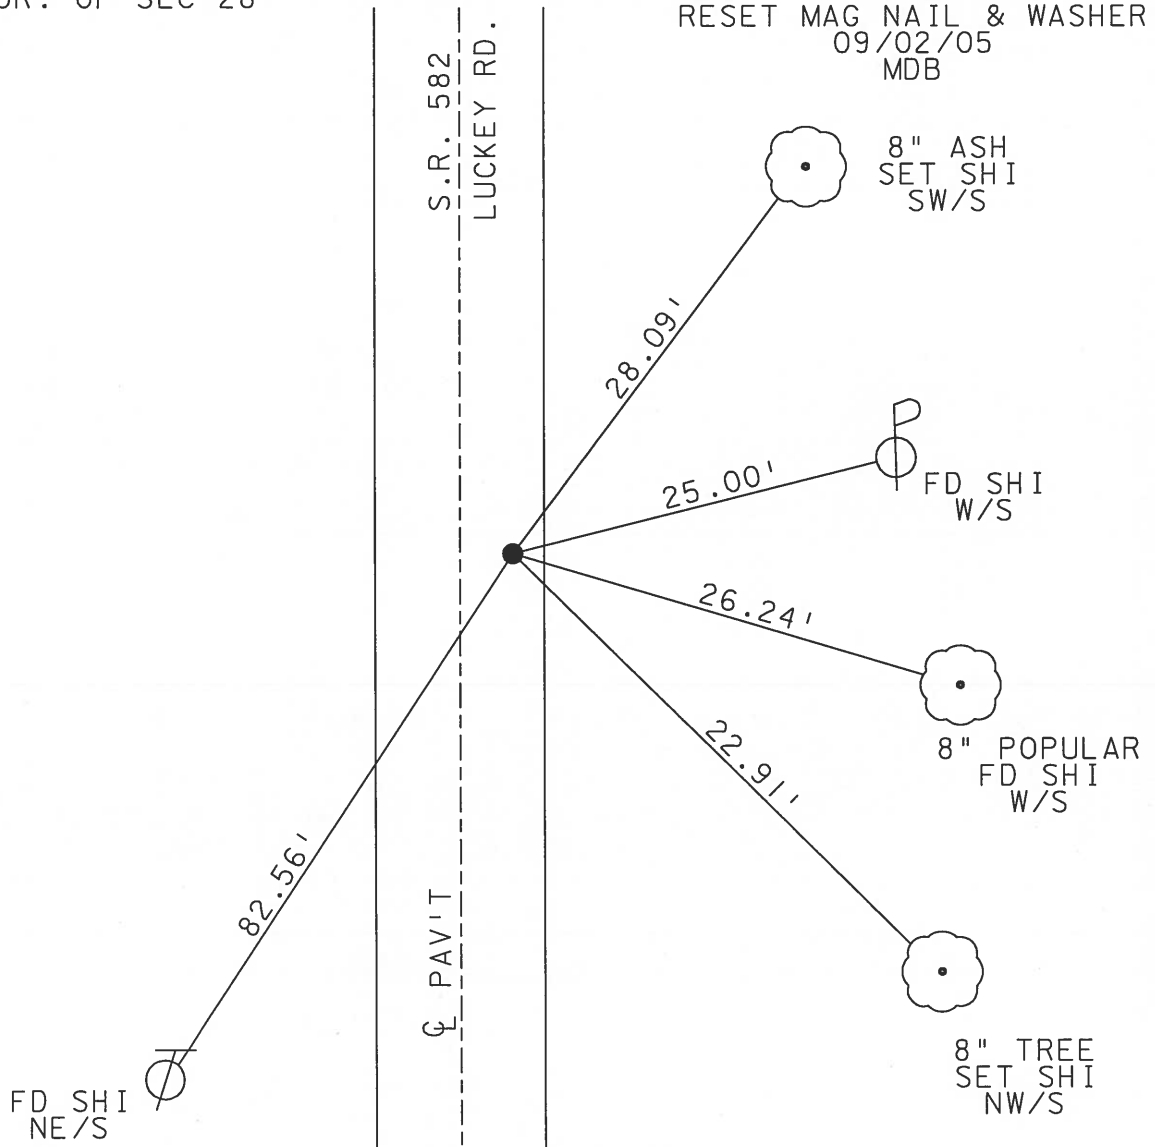 OF SEC 28
RESET MAG NAIL & WASHER
09/02/05
MDB
S.R. 582
LUCKEY RD.
8" ASH
SET SHI
SW/S
28.09'
25.00'
FD SHI
W/S
26.24'
8" POPULAR
FD SHI
W/S
22.91'
82.56'
℄ PAV'T
8" TREE
SET SHI
NW/S
FD SHI
NE/S